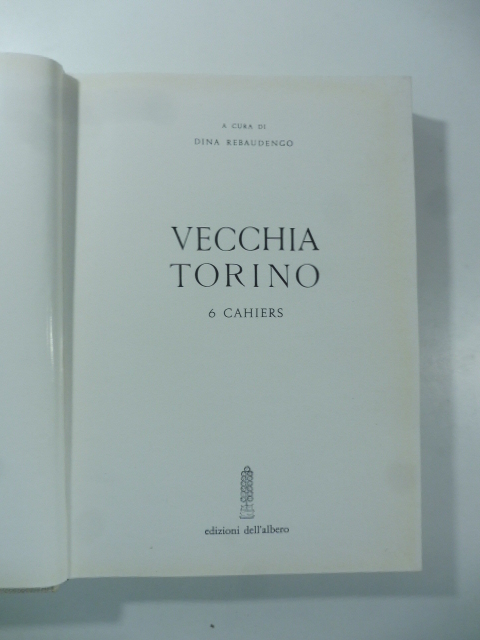 A CURA DI
DINA REBAUDENGO
VECCHIA
TORINO
6 CAHIERS
edizioni dell'albero